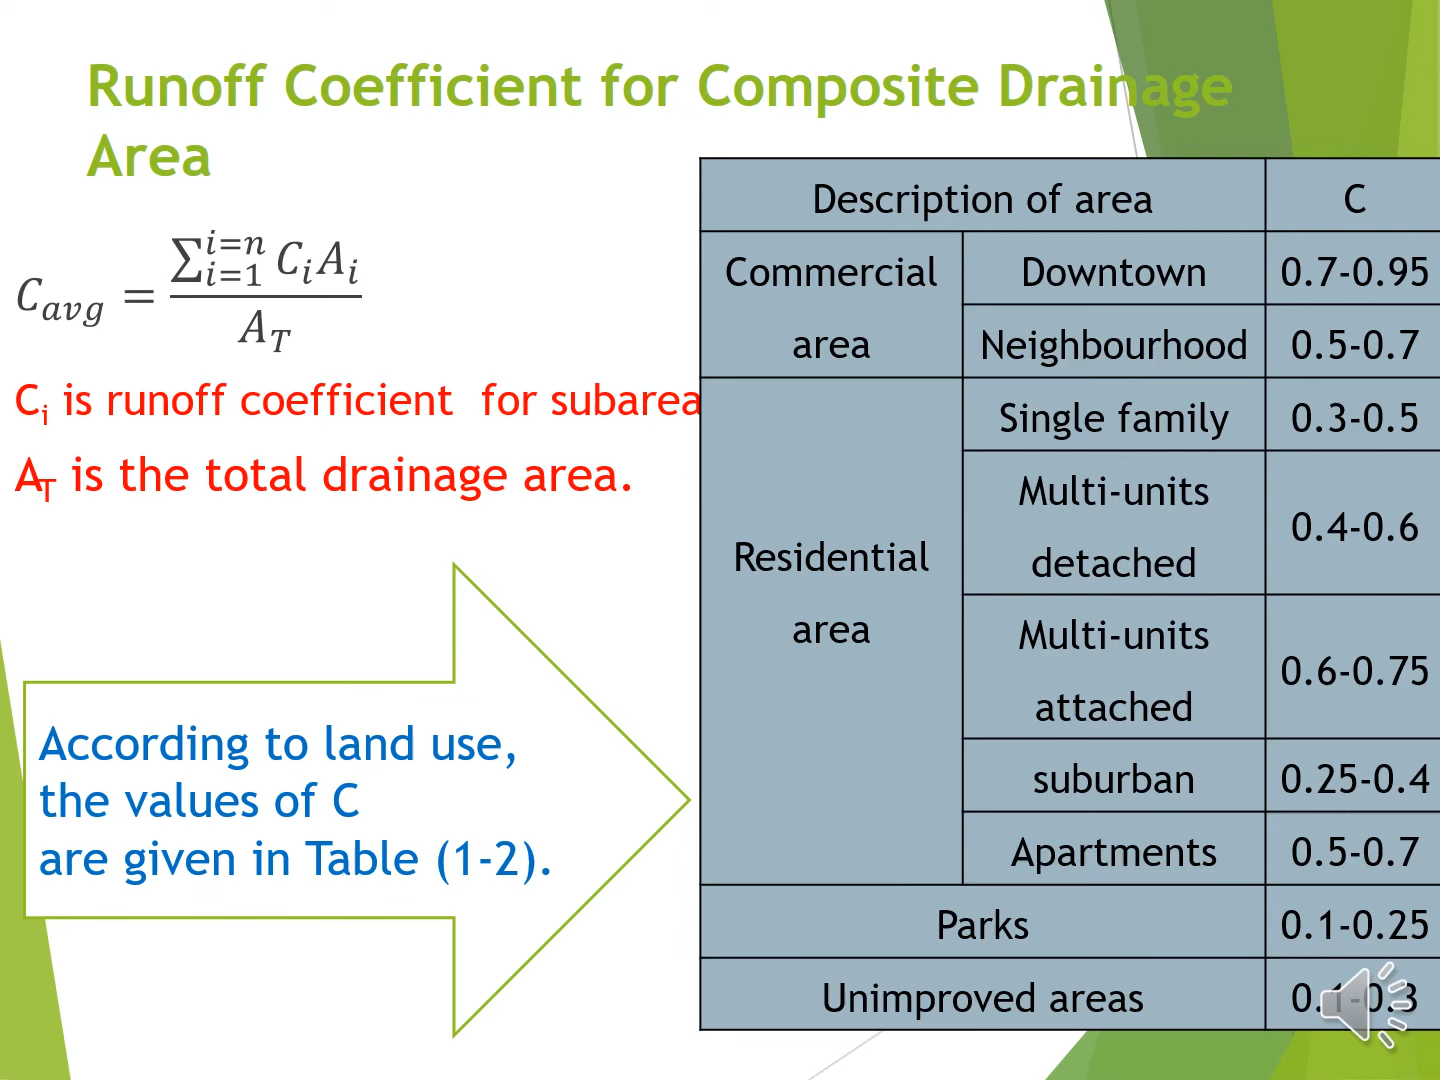 Runoff Coefficient for Composite Drainage
Area
C_avg = \frac{\sum_{i=1}^{i=n} C_i A_i}{A_T}
C_i is runoff coefficient for subarea
A_T is the total drainage area.
According to land use,
the values of C
are given in Table (1-2).
Description of area C
Commercial area Downtown 0.7-0.95
Neighbourhood 0.5-0.7
Residential area Single family 0.3-0.5
Multi-units detached 0.4-0.6
Multi-units attached 0.6-0.75
suburban 0.25-0.4
Apartments 0.5-0.7
Parks 0.1-0.25
Unimproved areas 0.1-0.3